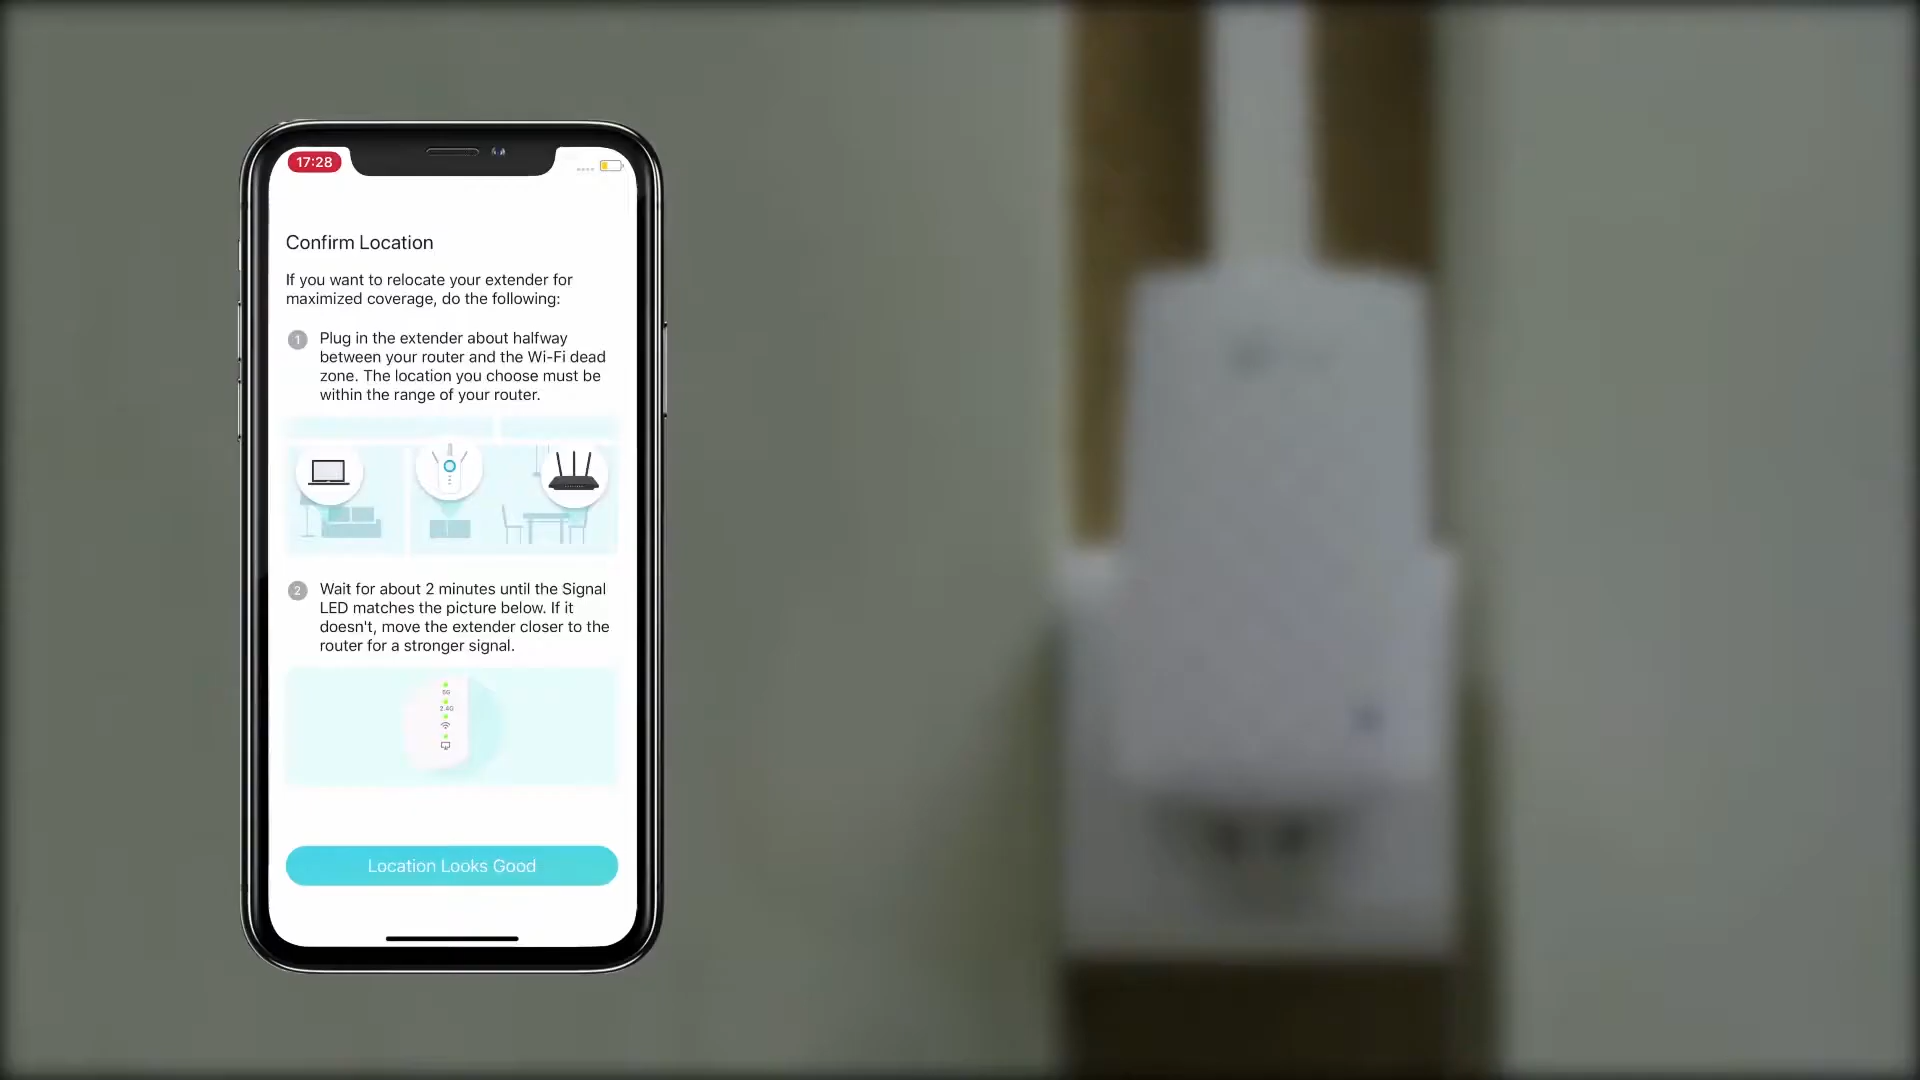 17:28
Confirm Location
If you want to relocate your extender for
maximized coverage, do the following:
1 Plug in the extender about halfway
between your router and the Wi-Fi dead
zone. The location you choose must be
within the range of your router.
2 Wait for about 2 minutes until the Signal
LED matches the picture below. If it
doesn't, move the extender closer to the
router for a stronger signal.
5G
2.4G
Location Looks Good